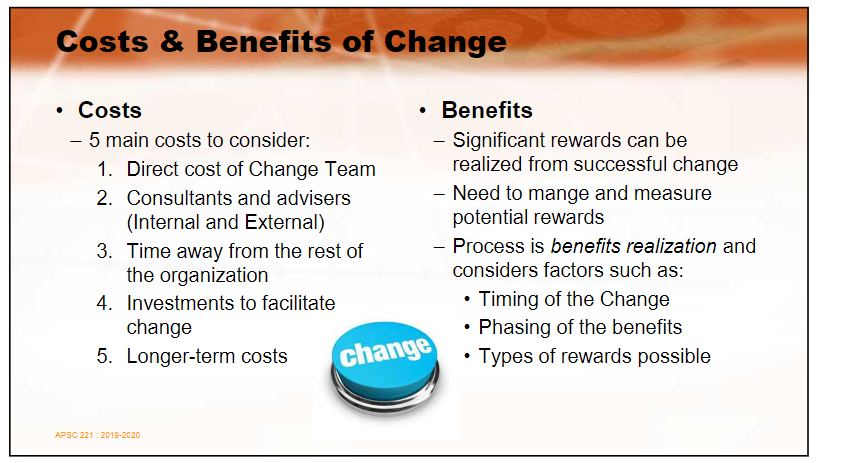 Costs & Benefits of Change
• Costs
– 5 main costs to consider:
1. Direct cost of Change Team
2. Consultants and advisers
(Internal and External)
3. Time away from the rest of
the organization
4. Investments to facilitate
change
5. Longer-term costs
• Benefits
– Significant rewards can be
realized from successful change
– Need to mange and measure
potential rewards
– Process is benefits realization and
considers factors such as:
• Timing of the Change
• Phasing of the benefits
• Types of rewards possible
change
APSC 221 : 2019-2020